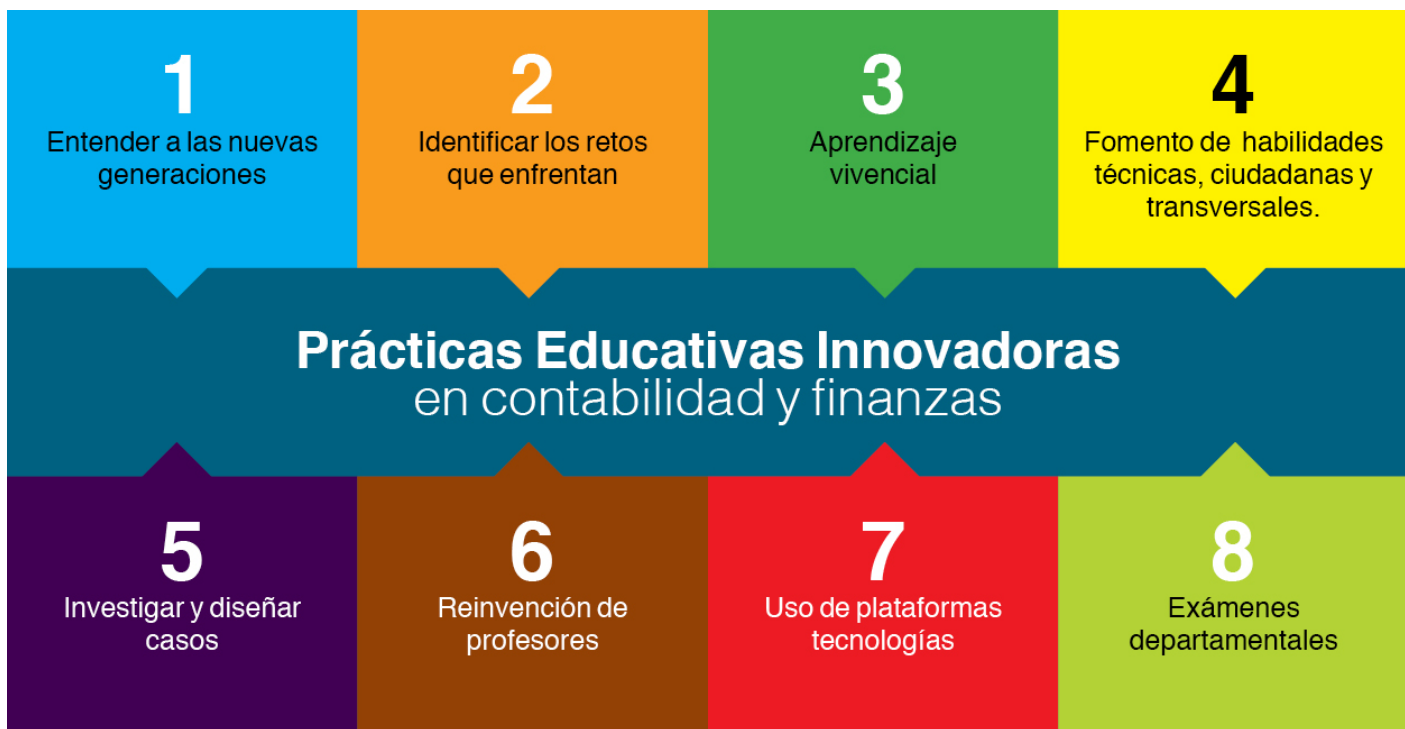 1
Entender a las nuevas
generaciones
2
Identificar los retos
que enfrentan
3
Aprendizaje
vivencial
4
Fomento de habilidades
técnicas, ciudadanas y
transversales.
Prácticas Educativas Innovadoras
en contabilidad y finanzas
5
Investigar y diseñar
casos
6
Reinvención de
profesores
7
Uso de plataformas
tecnologías
8
Exámenes
departamentales